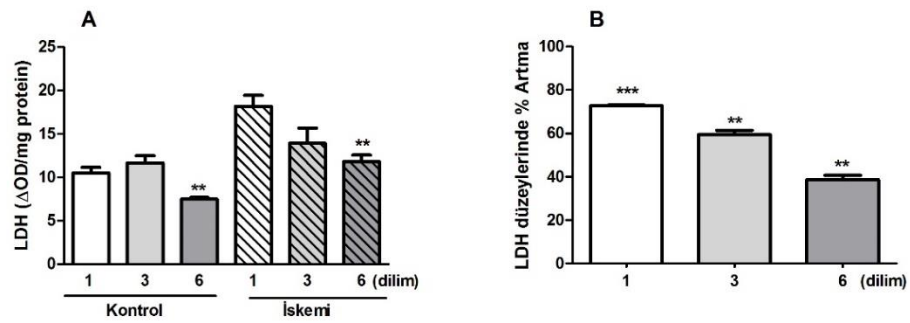 A
LDH (ΔOD/mg protein)
25
20
15
10
5
0
**
**
1 3 6 1 3 6 (dilim)
Kontrol İskemi
B
LDH düzeylerinde % Artma
100
80
60
40
20
0
***
**
**
1 3 6 (dilim)